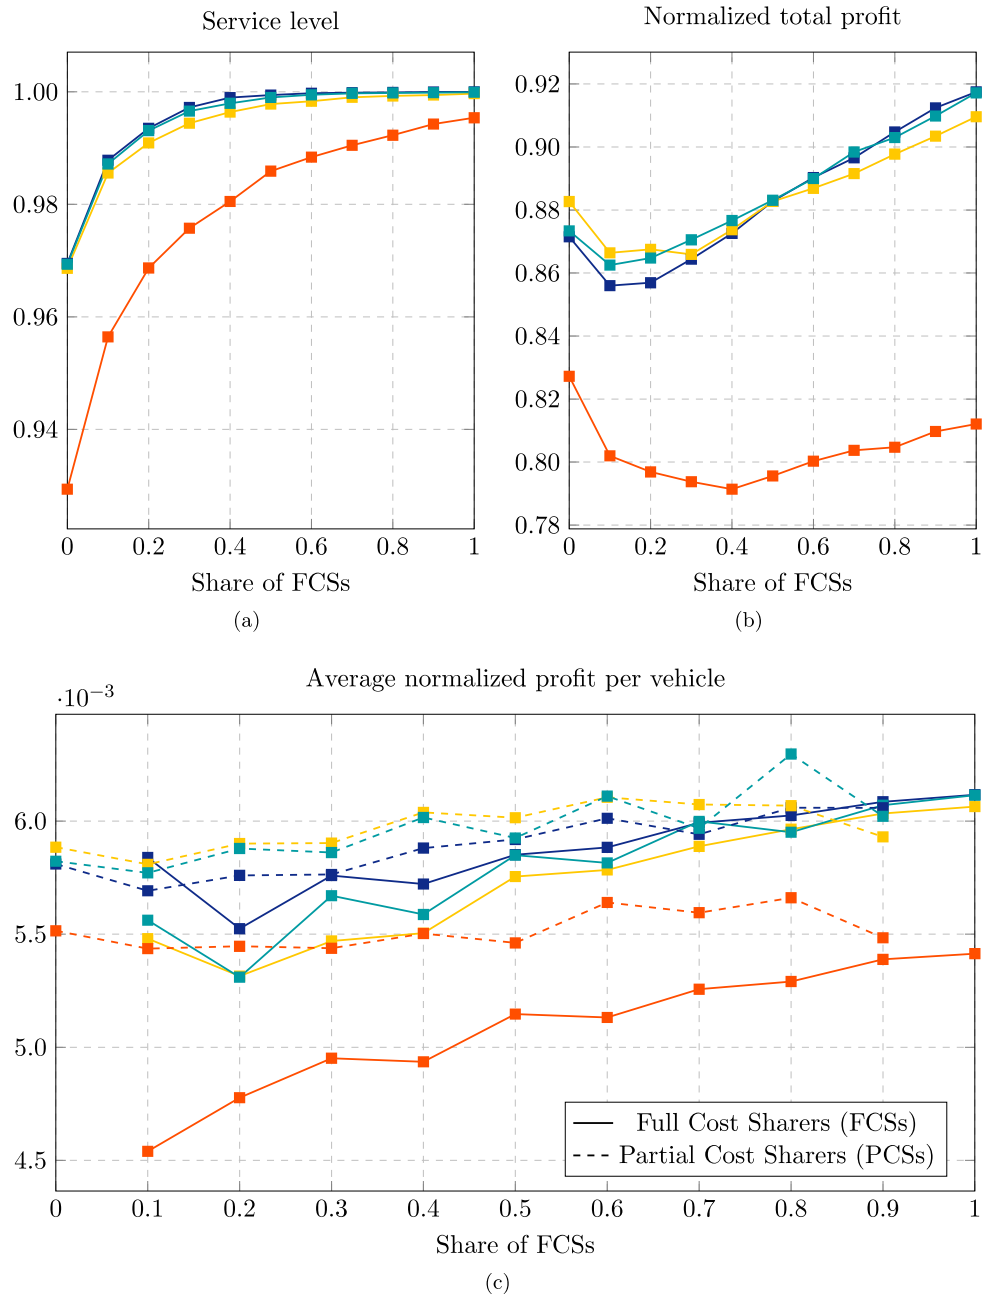 Service level
1.00
0.98
0.96
0.94
0 0.2 0.4 0.6 0.8 1
Share of FCSs
(a)
Normalized total profit
0.92
0.90
0.88
0.86
0.84
0.82
0.80
0.78
0 0.2 0.4 0.6 0.8 1
Share of FCSs
(b)
Average normalized profit per vehicle
·10⁻³
6.0
5.5
5.0
4.5
Full Cost Sharers (FCSs)
Partial Cost Sharers (PCSs)
0 0.1 0.2 0.3 0.4 0.5 0.6 0.7 0.8 0.9 1
Share of FCSs
(c)